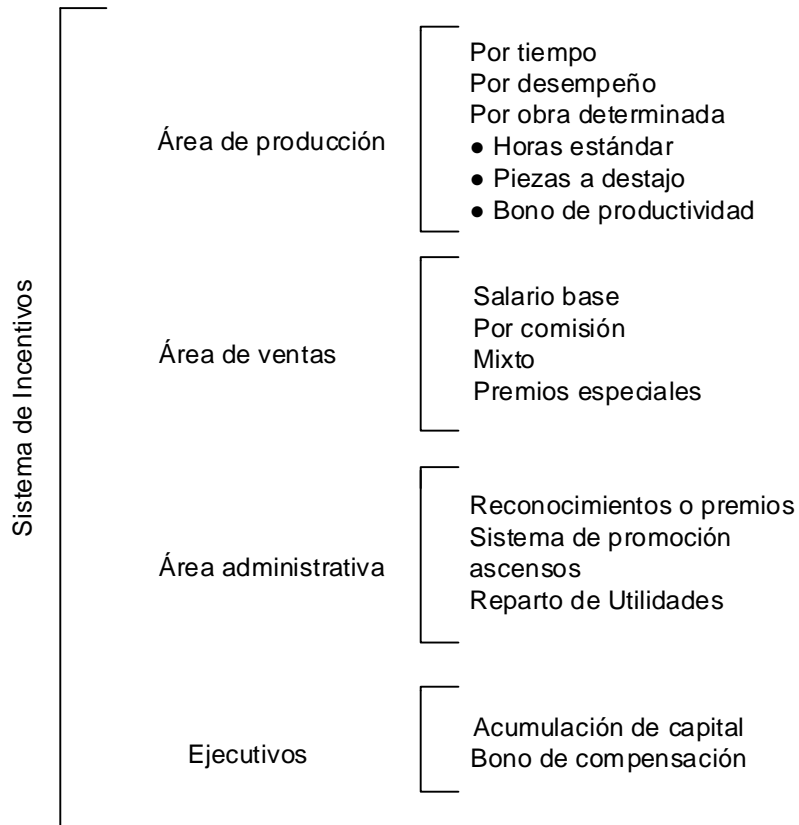 Sistema de Incentivos
Área de producción
Por tiempo
Por desempeño
Por obra determinada
● Horas estándar
● Piezas a destajo
● Bono de productividad
Área de ventas
Salario base
Por comisión
Mixto
Premios especiales
Área administrativa
Reconocimientos o premios
Sistema de promoción
ascensos
Reparto de Utilidades
Ejecutivos
Acumulación de capital
Bono de compensación